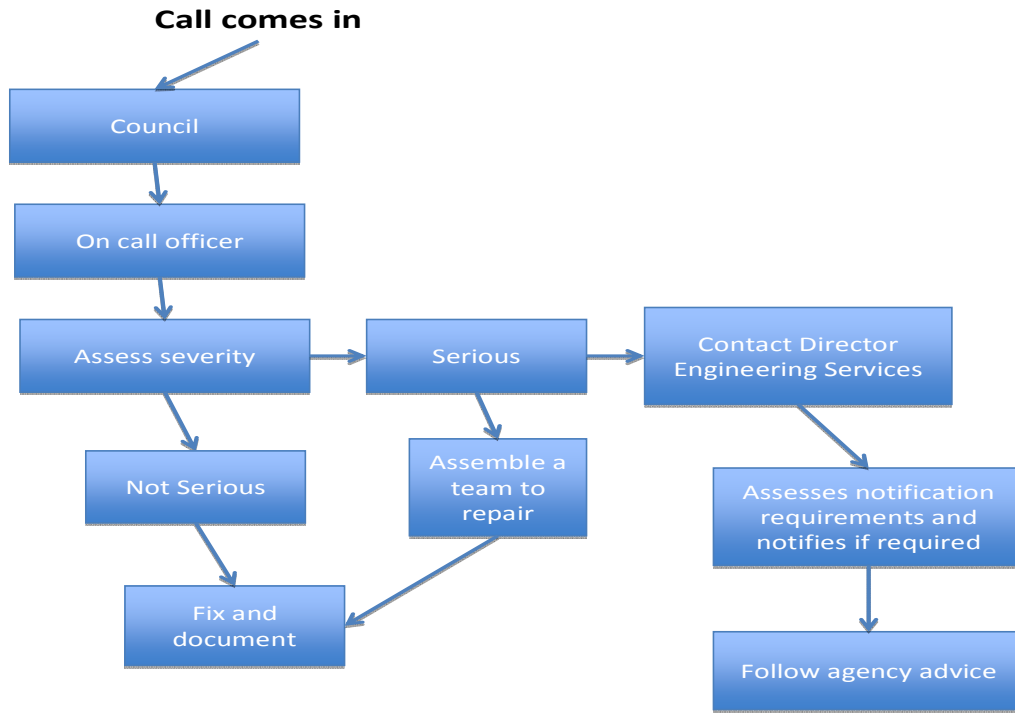 Call comes in
Council
On call officer
Assess severity
Serious
Contact Director
Engineering Services
Not Serious
Assemble a
team to
repair
Assesses notification
requirements and
notifies if required
Fix and
document
Follow agency advice